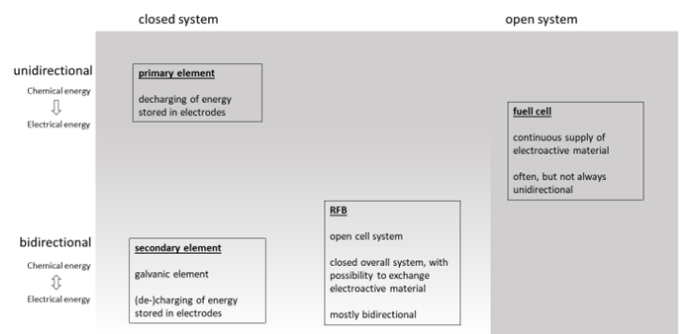 closed system
open system
unidirectional
Chemical energy
Electrical energy
primary element
decharging of energy
stored in electrodes
fuell cell
continuous supply of
electroactive material
often, but not always
unidirectional
bidirectional
Chemical energy
Electrical energy
secondary element
galvanic element
(de-)charging of energy
stored in electrodes
RFB
open cell system
closed overall system, with
possibility to exchange
electroactive material
mostly bidirectional